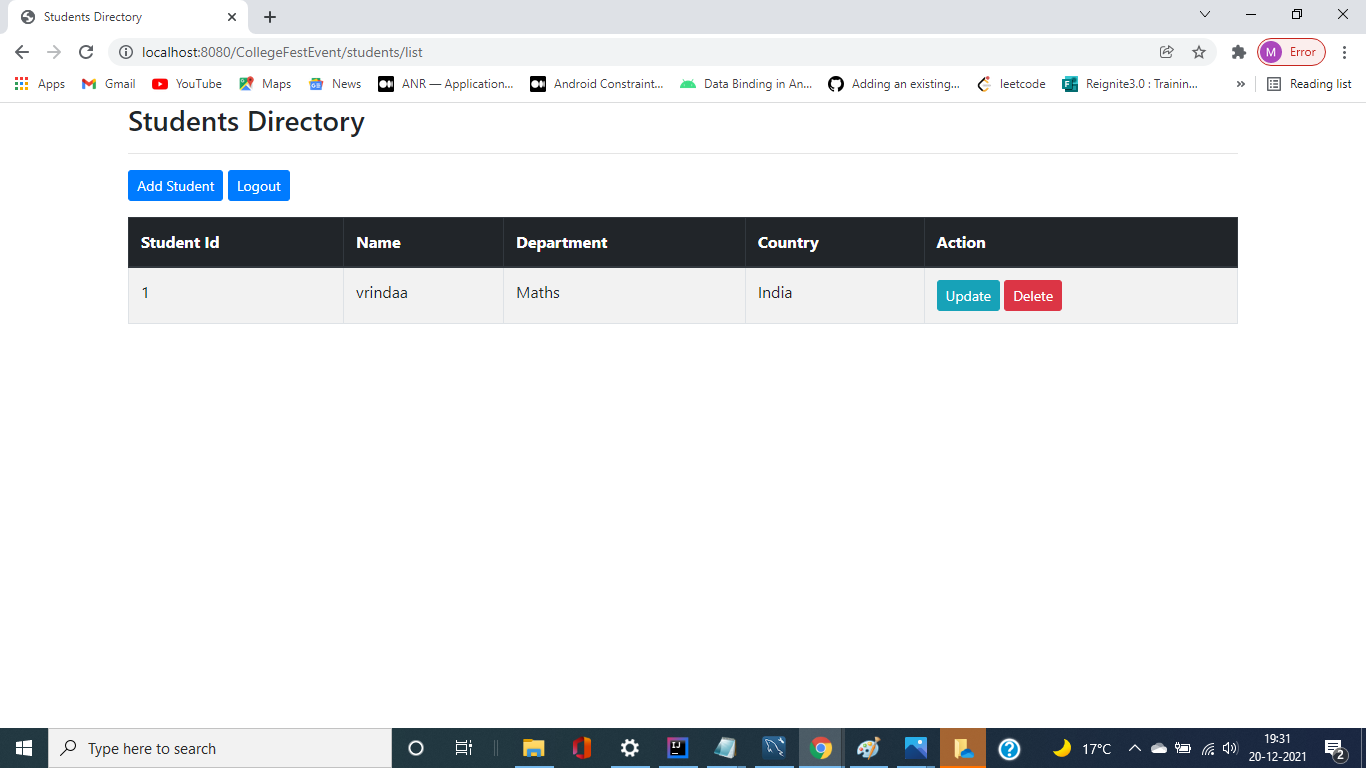 Students Directory
localhost:8080/CollegeFestEvent/students/list
M Error
Apps Gmail YouTube Maps News ANR — Application... Android Constraint... Data Binding in An... Adding an existing... leetcode Reignite3.0 : Trainin... » Reading list
Students Directory
Add Student Logout
Student Id Name Department Country Action
1 vrindaa Maths India Update Delete
Type here to search 17°C 19:31
20-12-2021 2